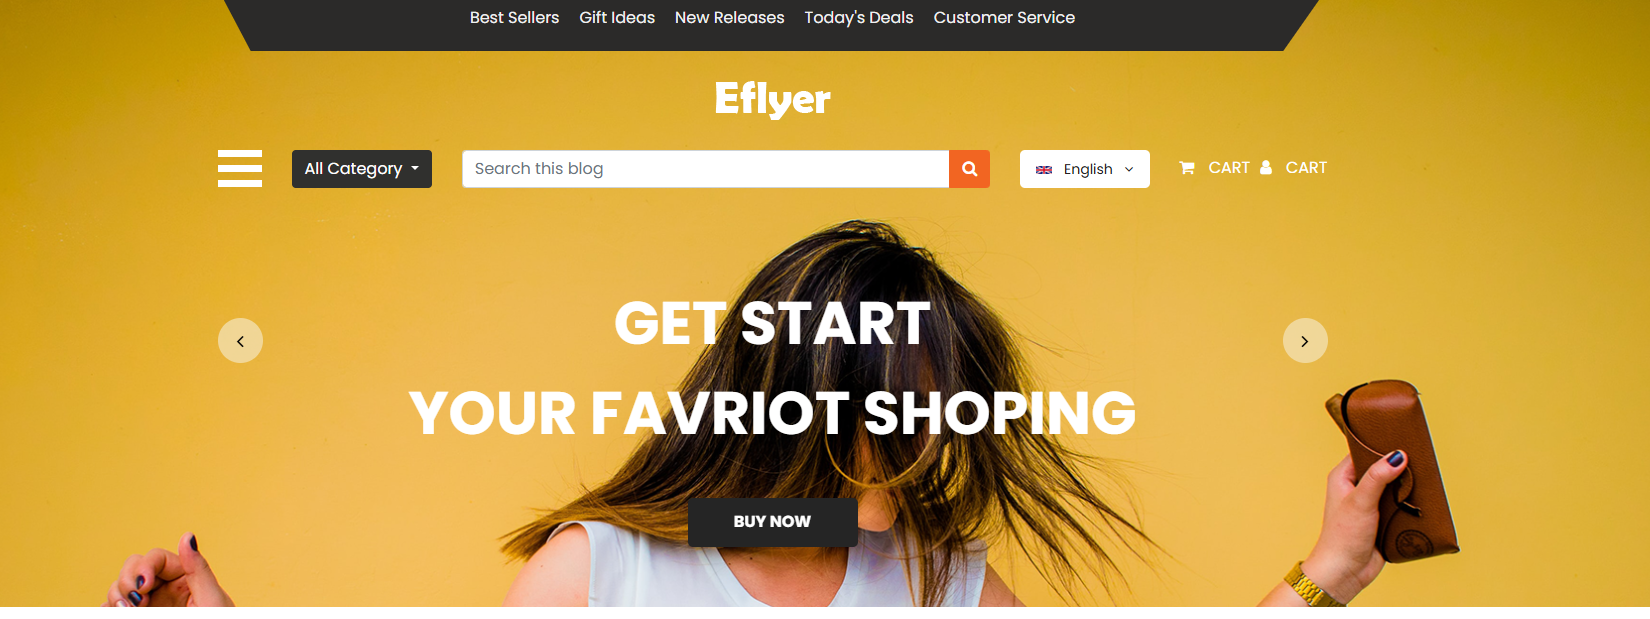 Best Sellers Gift Ideas New Releases Today's Deals Customer Service
Eflyer
All Category Search this blog English CART CART
GET START
YOUR FAVRIOT SHOPING
BUY NOW